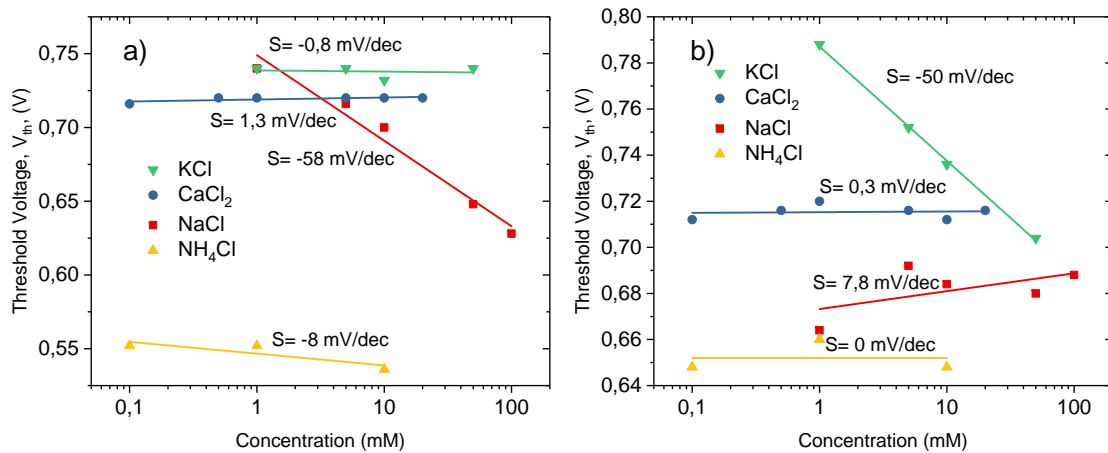 a)
S= -0,8 mV/dec
S= 1,3 mV/dec
S= -58 mV/dec
KCl
CaCl2
NaCl
NH4Cl
S= -8 mV/dec
0,75
0,70
0,65
0,60
0,55
Threshold Voltage, Vth, (V)
0,1
1
10
100
Concentration (mM)
b)
KCl
CaCl2
NaCl
NH4Cl
S= -50 mV/dec
S= 0,3 mV/dec
S= 7,8 mV/dec
S= 0 mV/dec
0,80
0,78
0,76
0,74
0,72
0,70
0,68
0,66
0,64
Threshold Voltage, Vth, (V)
0,1
1
10
100
Concentration (mM)